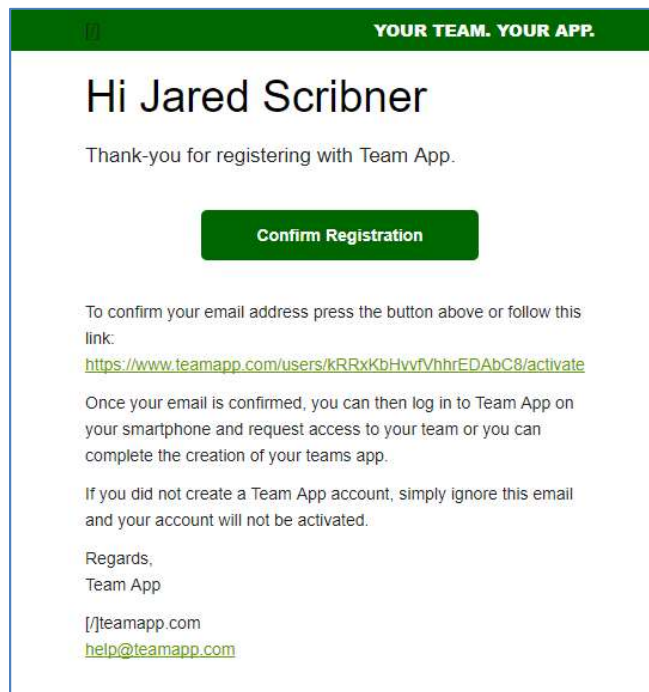 [/] YOUR TEAM. YOUR APP.
Hi Jared Scribner
Thank-you for registering with Team App.
Confirm Registration
To confirm your email address press the button above or follow this
link:
https://www.teamapp.com/users/kRRxKbHvvfVhhrEDAbC8/activate
Once your email is confirmed, you can then log in to Team App on
your smartphone and request access to your team or you can
complete the creation of your teams app.
If you did not create a Team App account, simply ignore this email
and your account will not be activated.
Regards,
Team App
[/]teamapp.com
help@teamapp.com